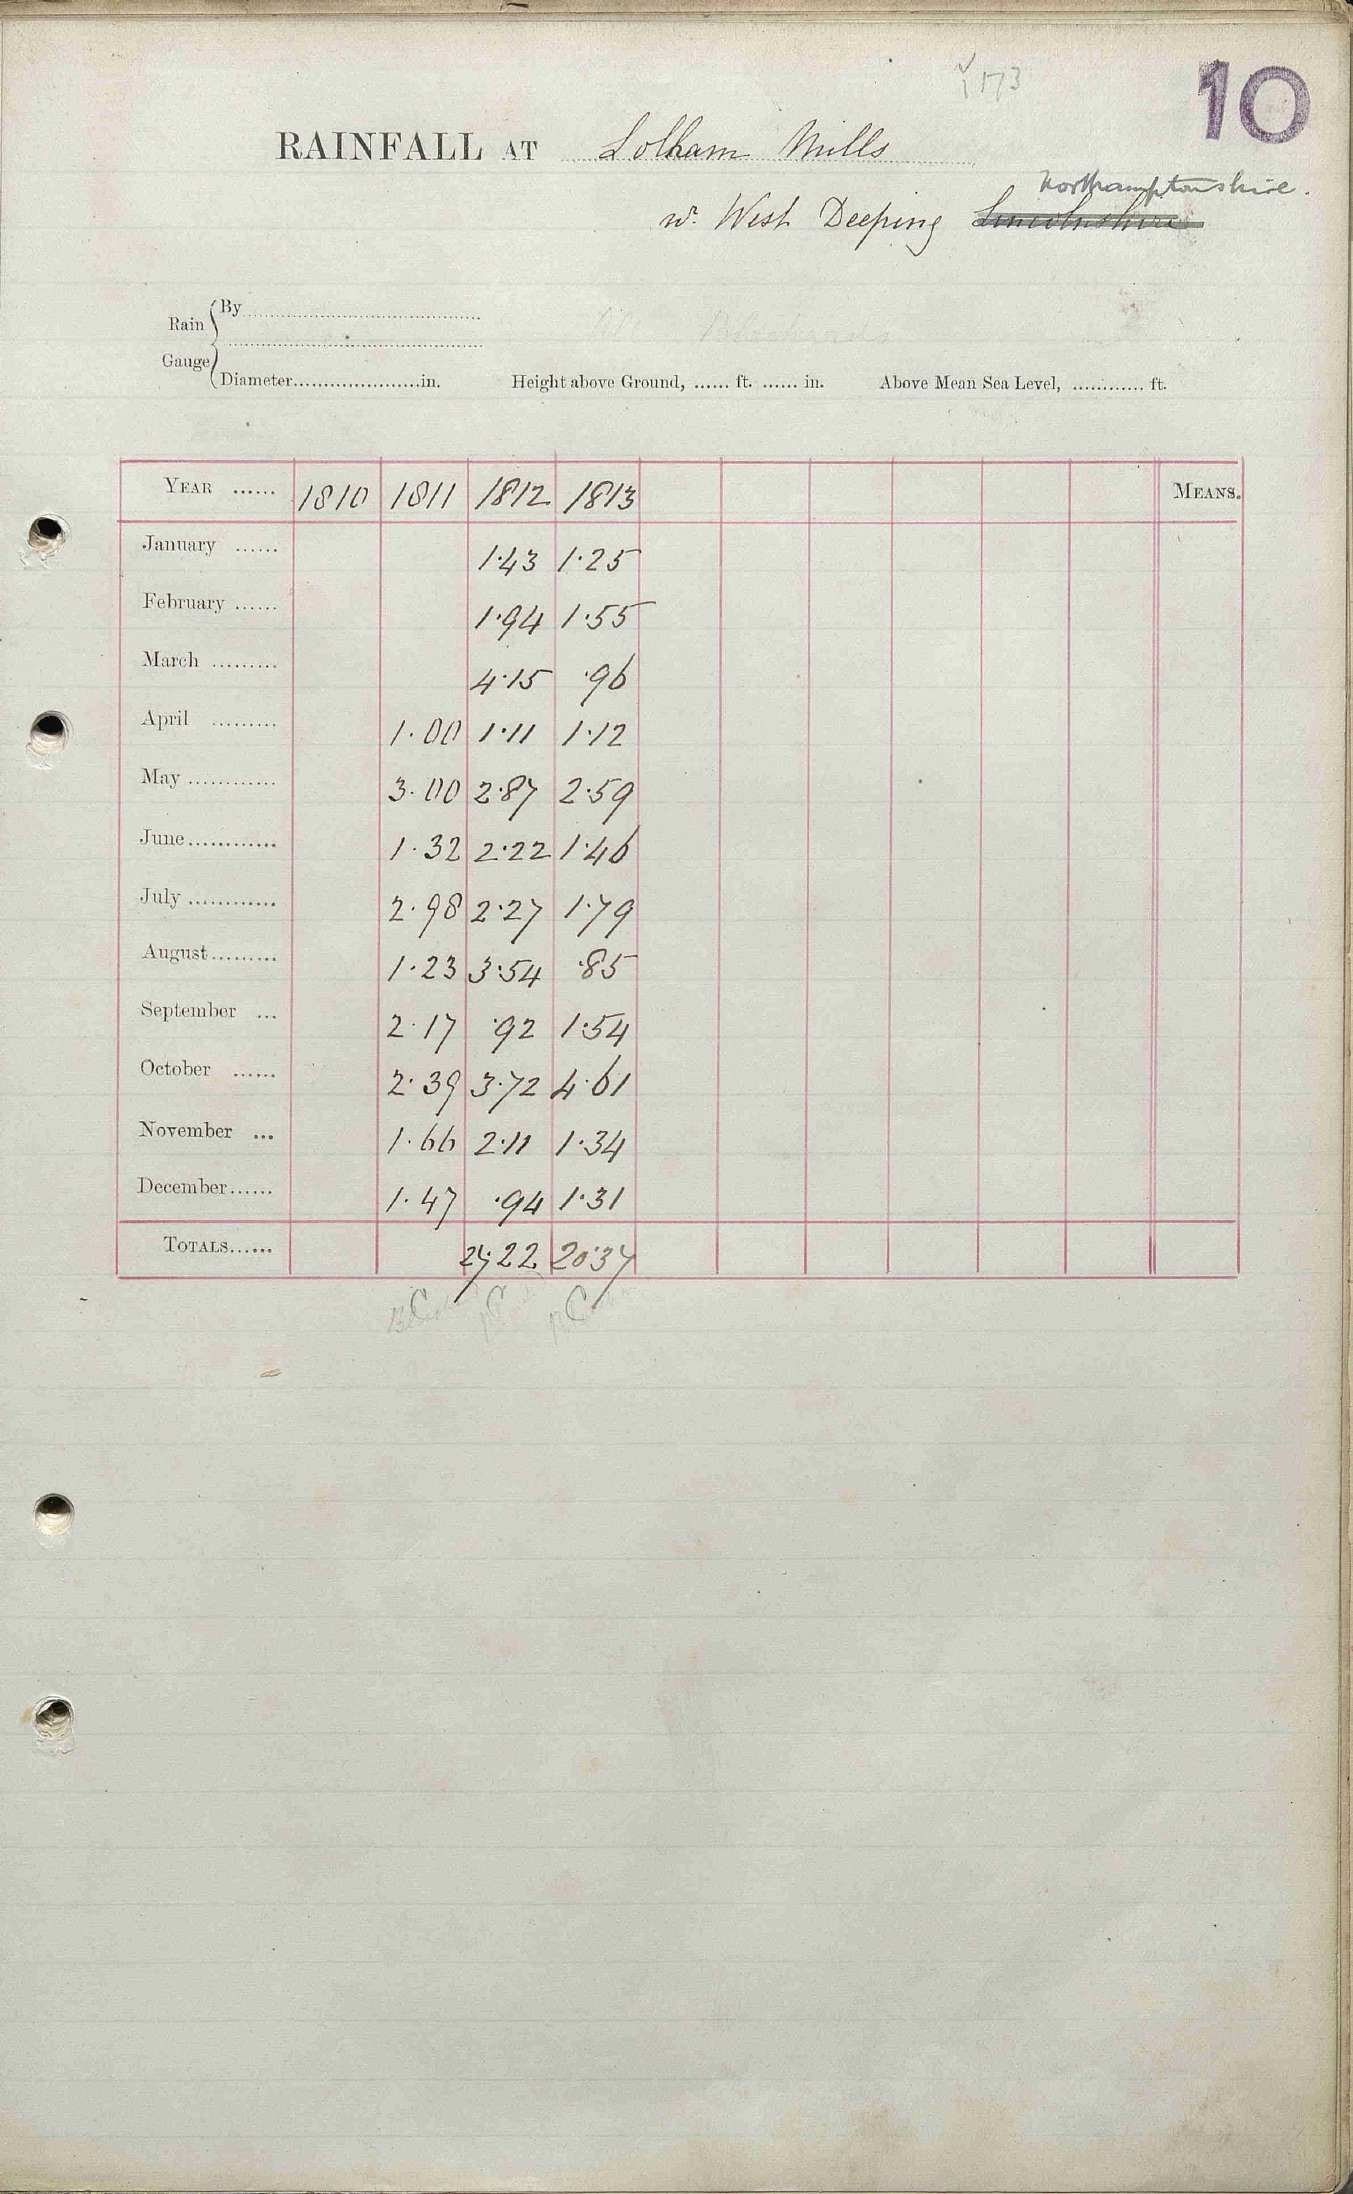 10
RAINFALL AT Lolham Mills
Northamptonshire.
nr. West Deeping Lincolnshire
Rain Gauge
By
Diameter in. Height above Ground, ...... ft. ...... in. Above Mean Sea Level, ............ ft.
YEAR ...... 1810 1811 1812 1813 MEANS.
January ...... 1.43 1.25
February ...... 1.94 1.55
March ......... 4.15 .96
April ......... 1.00 1.11 1.12
May ............ 3.00 2.87 2.59
June ............ 1.32 2.22 1.46
July ............ 2.98 2.27 1.79
August ......... 1.23 3.54 .85
September ... 2.17 .92 1.54
October ...... 2.39 3.72 4.61
November ... 1.66 2.11 1.34
December ...... 1.47 .94 1.31
TOTALS ...... 27.22 20.37